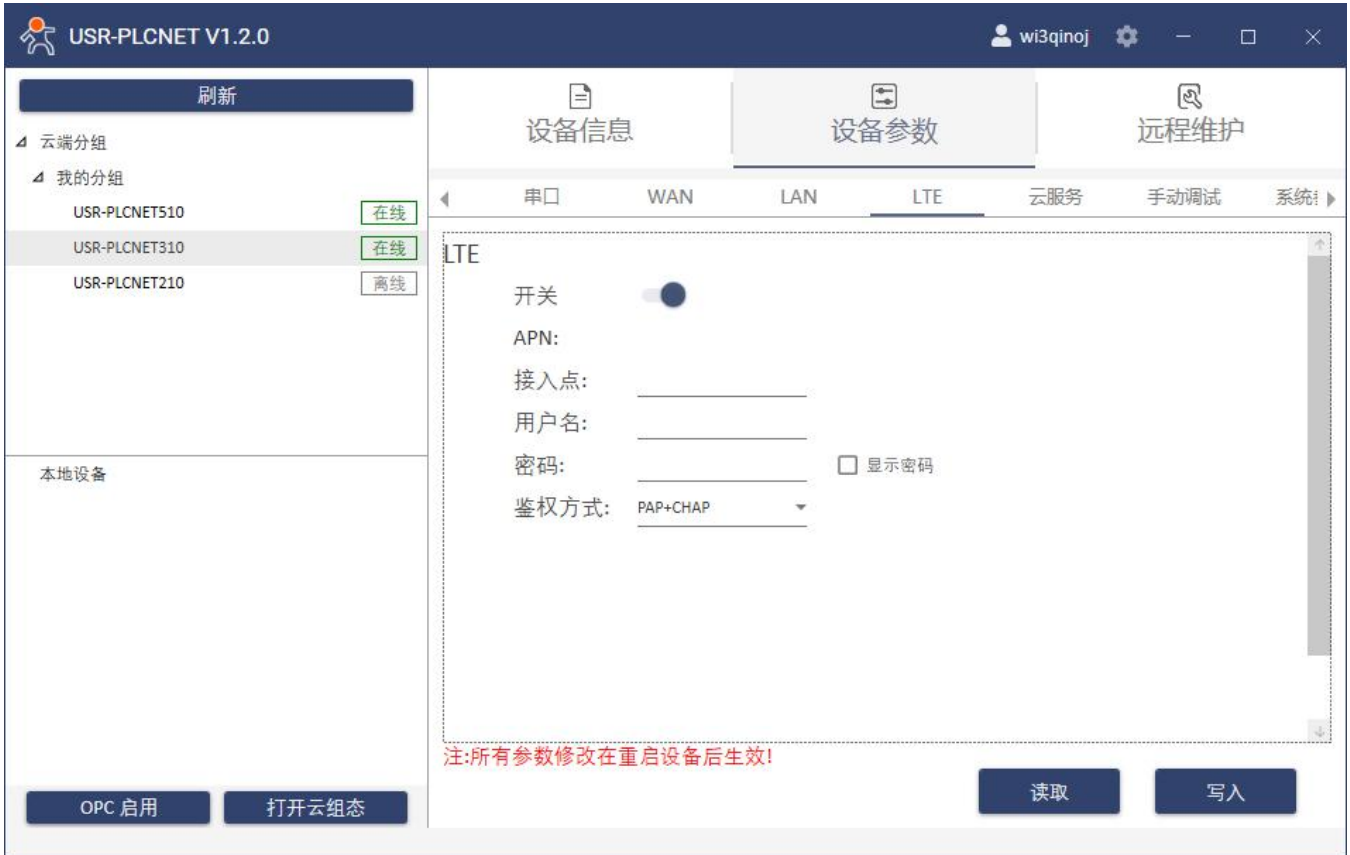 USR-PLCNET V1.2.0
wi3qinoj
刷新
云端分组
我的分组
USR-PLCNET510 在线
USR-PLCNET310 在线
USR-PLCNET210 离线
本地设备
OPC 启用 打开云组态
设备信息 设备参数 远程维护
串口 WAN LAN LTE 云服务 手动调试 系统
LTE
开关
APN:
接入点:
用户名:
密码: 显示密码
鉴权方式: PAP+CHAP
注:所有参数修改在重启设备后生效!
读取 写入